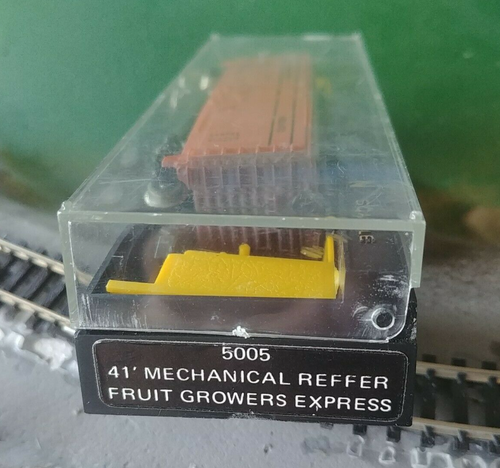 5005
41' MECHANICAL REFFER
FRUIT GROWERS EXPRESS